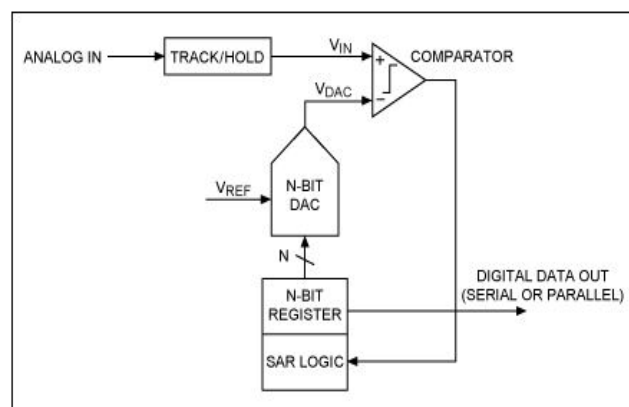 ANALOG IN
TRACK/HOLD
VIN
COMPARATOR
+
−
VDAC
N-BIT
DAC
VREF
N
N-BIT
REGISTER
DIGITAL DATA OUT
(SERIAL OR PARALLEL)
SAR LOGIC